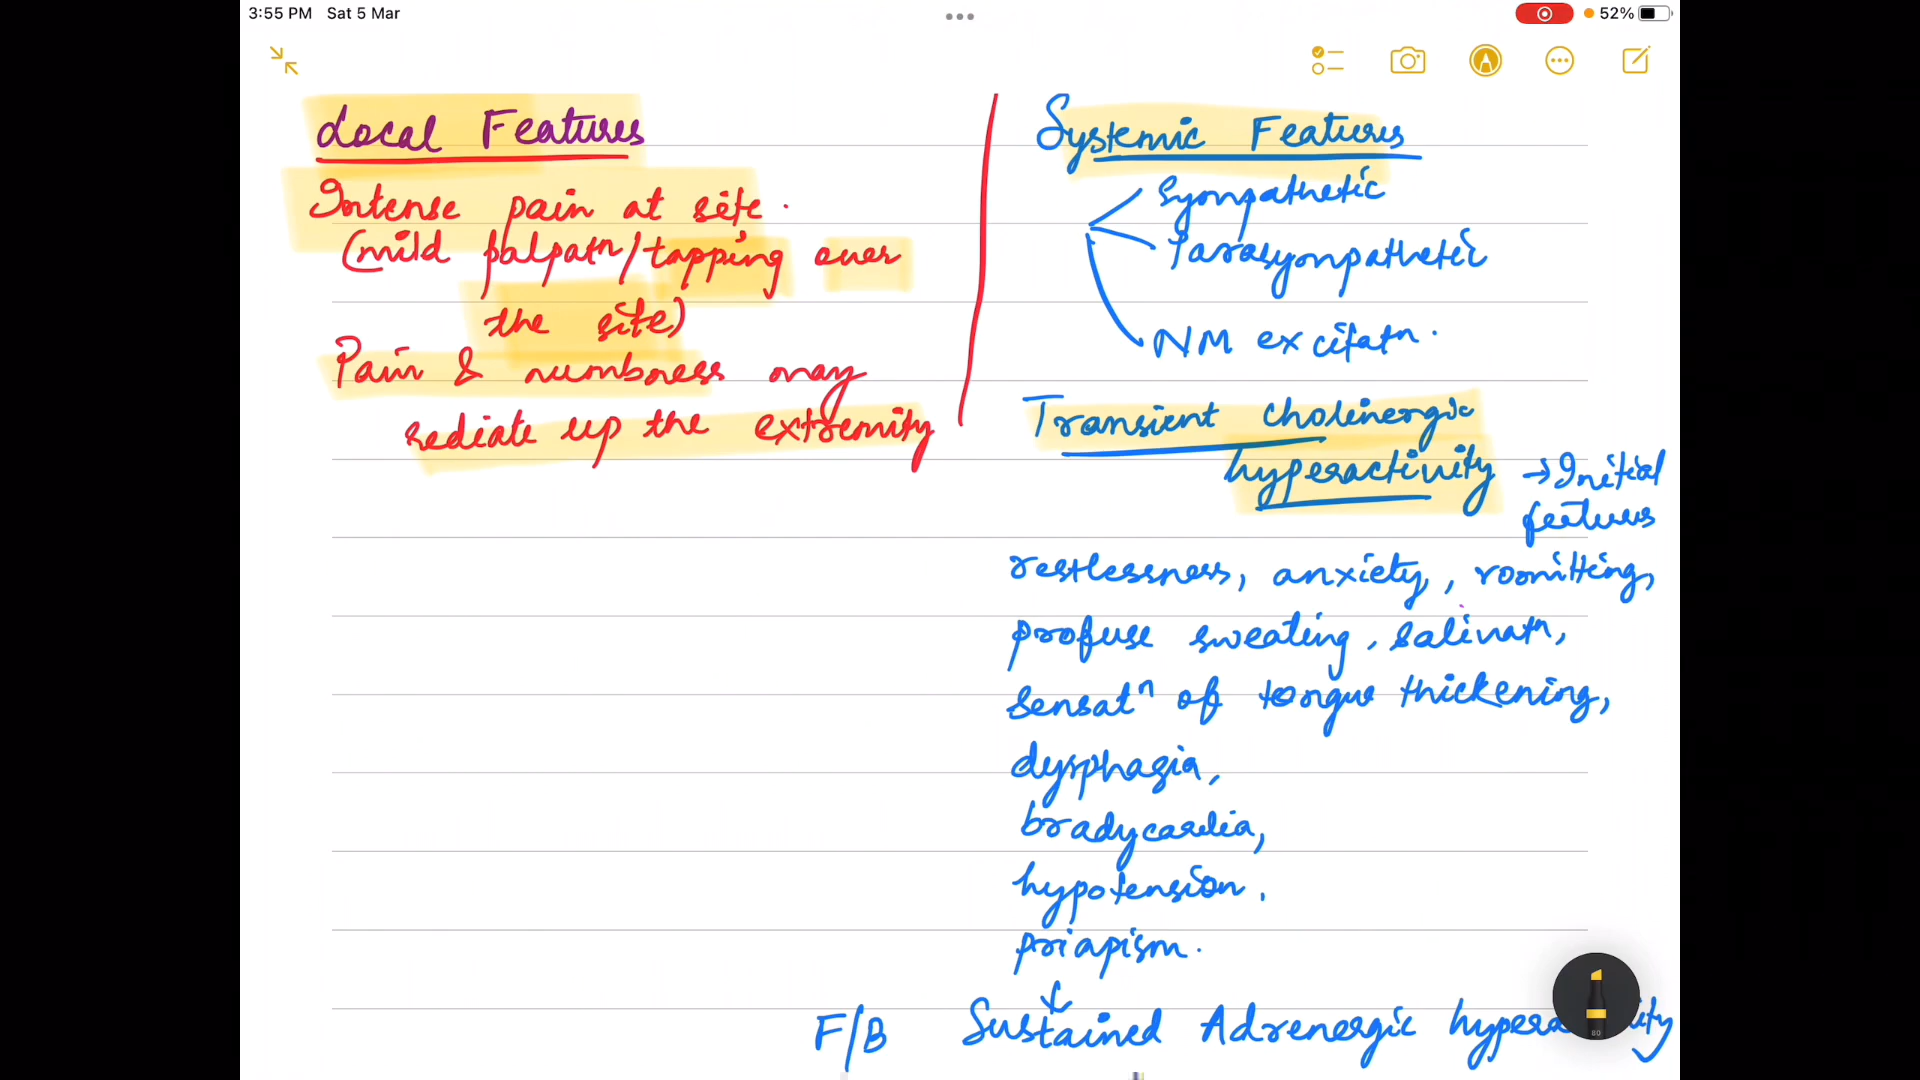 3:55 PM Sat 5 Mar
52%
Local Features
Intense pain at site.
(mild palpatn/tapping over
the site)
Pain & numbness may
rediate up the extremity
Systemic Features
Sympathetic
Parasympathetic
NM excitatn.
Transient cholinergic
hyperactivity → Initial
features
restlessness, anxiety, vomitting,
profuse sweating, salivatn,
sensatn of tongue thickening,
dysphagia,
bradycardia,
hypotension,
priapism.
↓
F/B Sustained Adrenergic
80